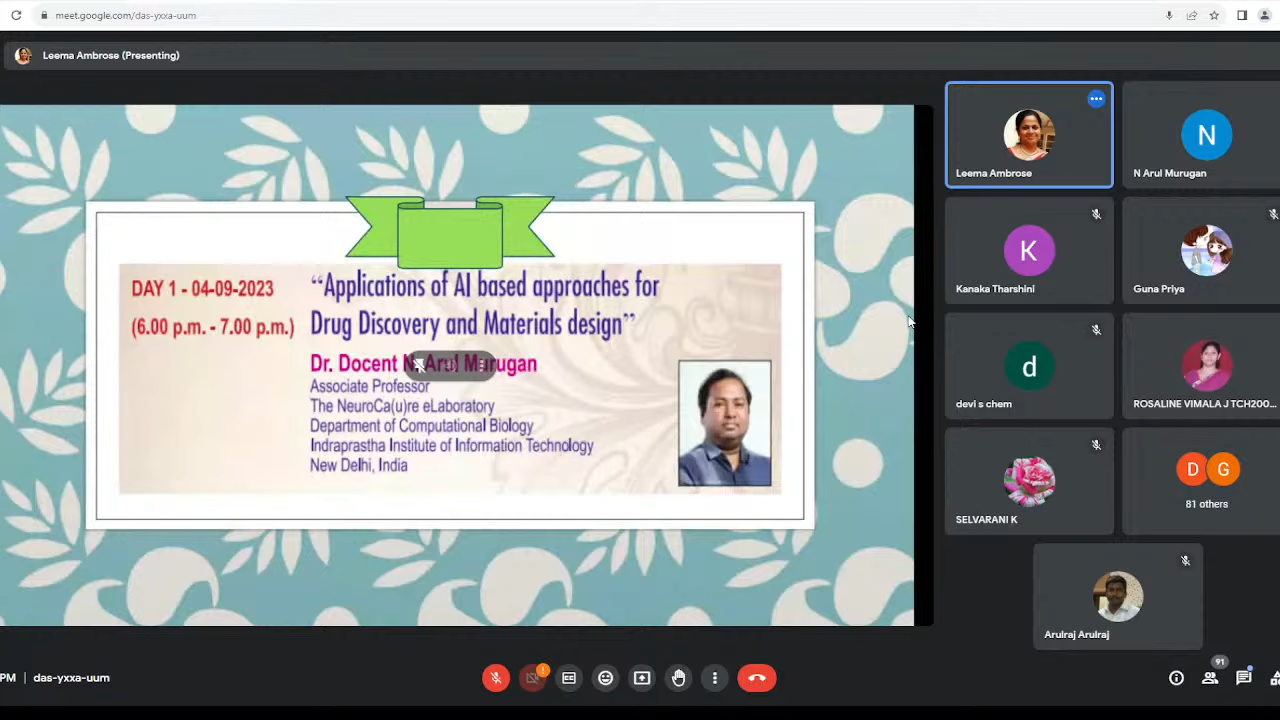 meet.google.com/das-yxxa-uum
Leema Ambrose (Presenting)
DAY 1 - 04-09-2023
(6.00 p.m. - 7.00 p.m.)
“Applications of AI based approaches for
Drug Discovery and Materials design”
Dr. Docent N. Arul Murugan
Associate Professor
The NeuroCa(u)re eLaboratory
Department of Computational Biology
Indraprastha Institute of Information Technology
New Delhi, India
Leema Ambrose
N
N Arul Murugan
K
Kanaka Tharshini
Guna Priya
d
devi s chem
ROSALINE VIMALA J TCH200...
SELVARANI K
D G
81 others
Arulraj Arulraj
PM | das-yxxa-uum
91